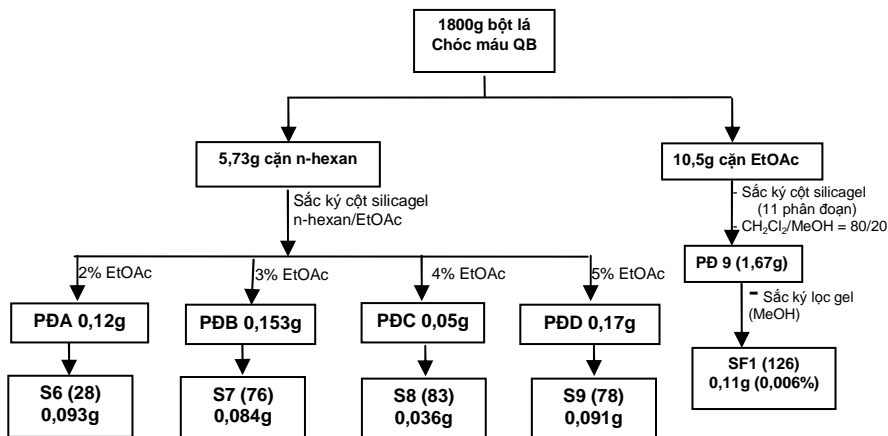 1800g bột lá
Chóc máu QB
5,73g cặn n-hexan
10,5g cặn EtOAc
Sắc ký cột silicagel
n-hexan/EtOAc
- Sắc ký cột silicagel
(11 phân đoạn)
- CH₂Cl₂/MeOH = 80/20
2% EtOAc
3% EtOAc
4% EtOAc
5% EtOAc
PĐ 9 (1,67g)
PĐA 0,12g
PĐB 0,153g
PĐC 0,05g
PĐD 0,17g
- Sắc ký lọc gel
(MeOH)
S6 (28)
0,093g
S7 (76)
0,084g
S8 (83)
0,036g
S9 (78)
0,091g
SF1 (126)
0,11g (0,006%)